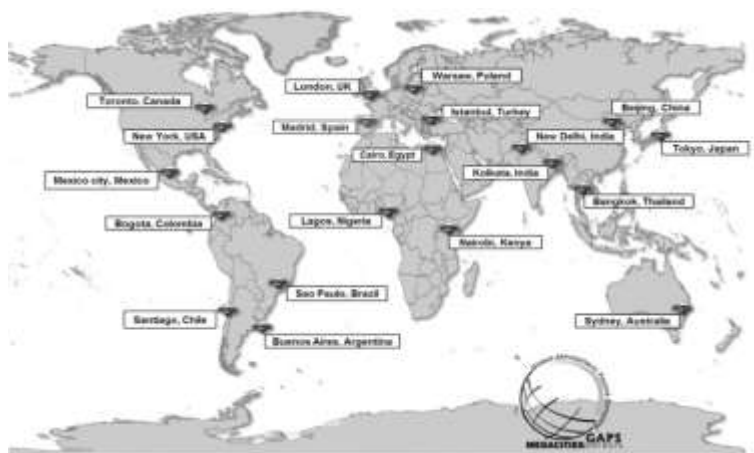 Warsaw, Poland
London, UK
Toronto, Canada
Istanbul, Turkey
Beijing, China
New York, USA
Madrid, Spain
New Delhi, India
Tokyo, Japan
Cairo, Egypt
Kolkata, India
Mexico city, Mexico
Bangkok, Thailand
Bogota, Colombia
Lagos, Nigeria
Nairobi, Kenya
Sao Paulo, Brazil
Santiago, Chile
Sydney, Australia
Buenos Aires, Argentina
GAPS
MEGACITIES